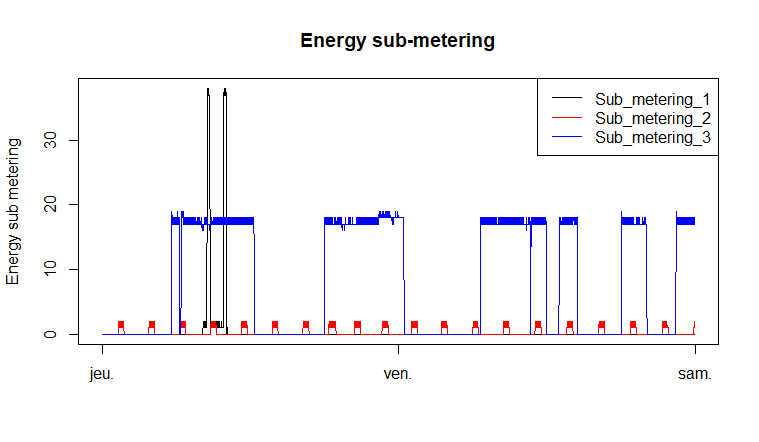 Energy sub-metering
Sub_metering_1
Sub_metering_2
Sub_metering_3
Energy sub metering
30
20
10
0
jeu.
ven.
sam.